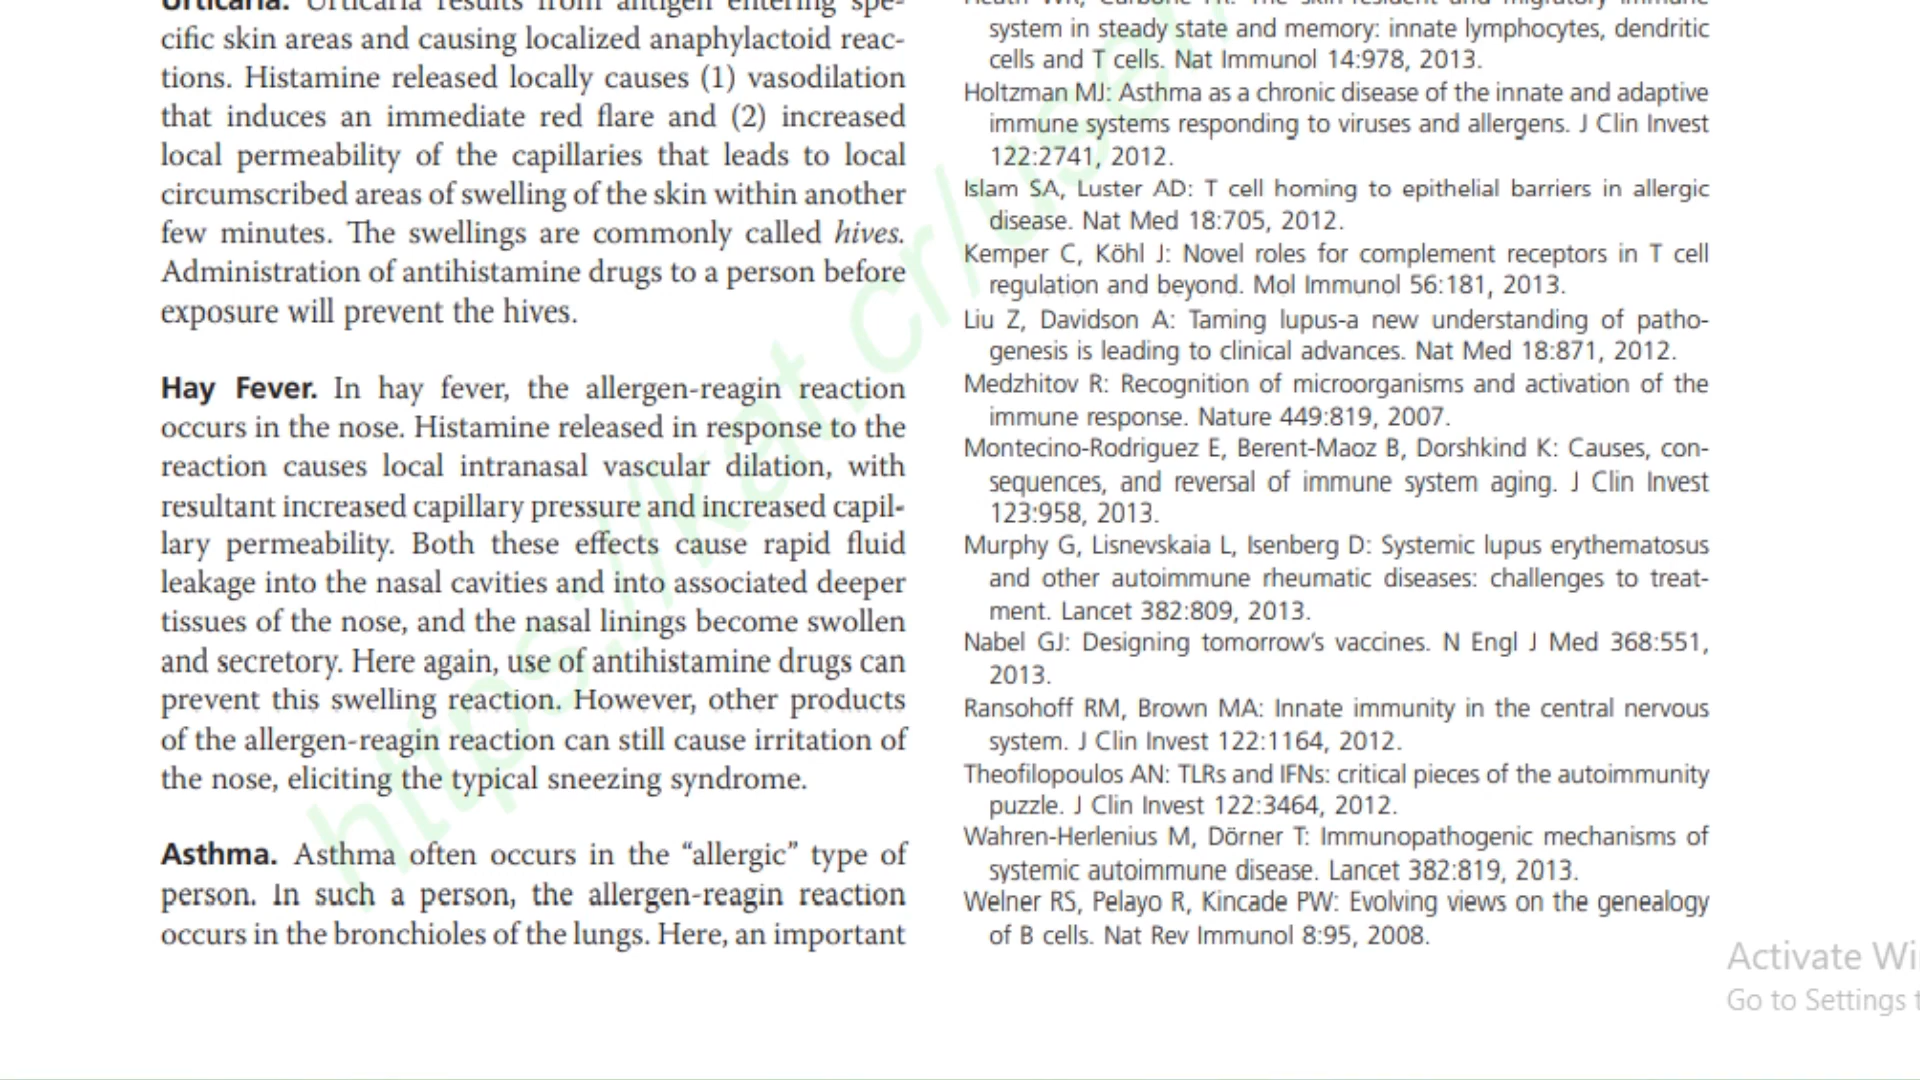 Urticaria. Urticaria results from antigen entering spe-
cific skin areas and causing localized anaphylactoid reac-
tions. Histamine released locally causes (1) vasodilation
that induces an immediate red flare and (2) increased
local permeability of the capillaries that leads to local
circumscribed areas of swelling of the skin within another
few minutes. The swellings are commonly called hives.
Administration of antihistamine drugs to a person before
exposure will prevent the hives.
Hay Fever. In hay fever, the allergen-reagin reaction
occurs in the nose. Histamine released in response to the
reaction causes local intranasal vascular dilation, with
resultant increased capillary pressure and increased capil-
lary permeability. Both these effects cause rapid fluid
leakage into the nasal cavities and into associated deeper
tissues of the nose, and the nasal linings become swollen
and secretory. Here again, use of antihistamine drugs can
prevent this swelling reaction. However, other products
of the allergen-reagin reaction can still cause irritation of
the nose, eliciting the typical sneezing syndrome.
Asthma. Asthma often occurs in the “allergic” type of
person. In such a person, the allergen-reagin reaction
occurs in the bronchioles of the lungs. Here, an important
Heath WR, Carbone FR: The skin-resident and migratory immune
system in steady state and memory: innate lymphocytes, dendritic
cells and T cells. Nat Immunol 14:978, 2013.
Holtzman MJ: Asthma as a chronic disease of the innate and adaptive
immune systems responding to viruses and allergens. J Clin Invest
122:2741, 2012.
Islam SA, Luster AD: T cell homing to epithelial barriers in allergic
disease. Nat Med 18:705, 2012.
Kemper C, Köhl J: Novel roles for complement receptors in T cell
regulation and beyond. Mol Immunol 56:181, 2013.
Liu Z, Davidson A: Taming lupus-a new understanding of patho-
genesis is leading to clinical advances. Nat Med 18:871, 2012.
Medzhitov R: Recognition of microorganisms and activation of the
immune response. Nature 449:819, 2007.
Montecino-Rodriguez E, Berent-Maoz B, Dorshkind K: Causes, con-
sequences, and reversal of immune system aging. J Clin Invest
123:958, 2013.
Murphy G, Lisnevskaia L, Isenberg D: Systemic lupus erythematosus
and other autoimmune rheumatic diseases: challenges to treat-
ment. Lancet 382:809, 2013.
Nabel GJ: Designing tomorrow’s vaccines. N Engl J Med 368:551,
2013.
Ransohoff RM, Brown MA: Innate immunity in the central nervous
system. J Clin Invest 122:1164, 2012.
Theofilopoulos AN: TLRs and IFNs: critical pieces of the autoimmunity
puzzle. J Clin Invest 122:3464, 2012.
Wahren-Herlenius M, Dörner T: Immunopathogenic mechanisms of
systemic autoimmune disease. Lancet 382:819, 2013.
Welner RS, Pelayo R, Kincade PW: Evolving views on the genealogy
of B cells. Nat Rev Immunol 8:95, 2008.
https://kat.cr/user/
Activate Wi
Go to Settings t